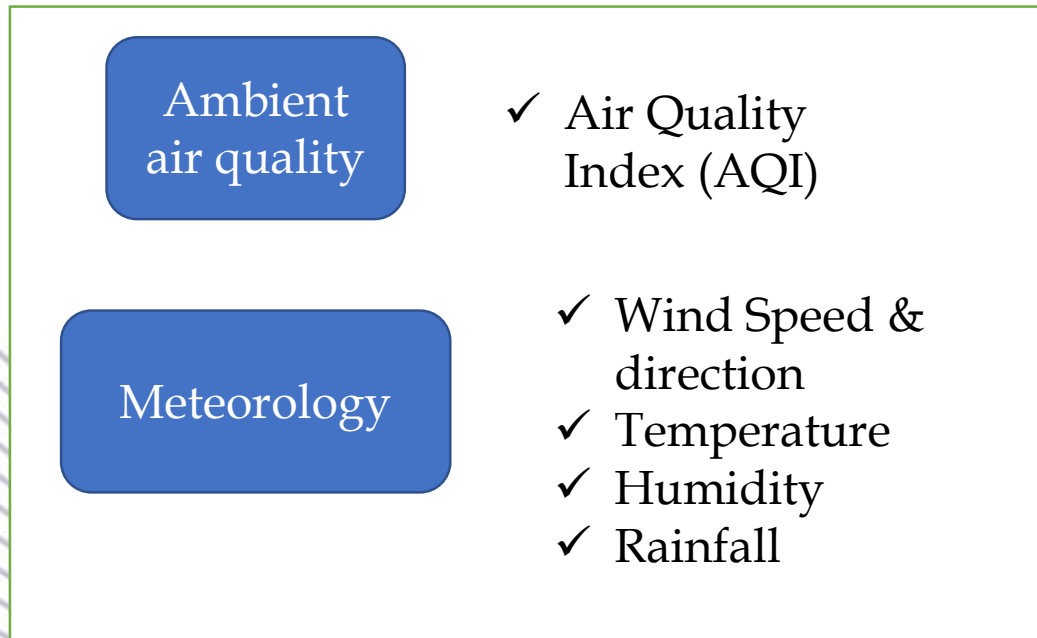 Ambient
air quality
✓ Air Quality
Index (AQI)
Meteorology
✓ Wind Speed &
direction
✓ Temperature
✓ Humidity
✓ Rainfall